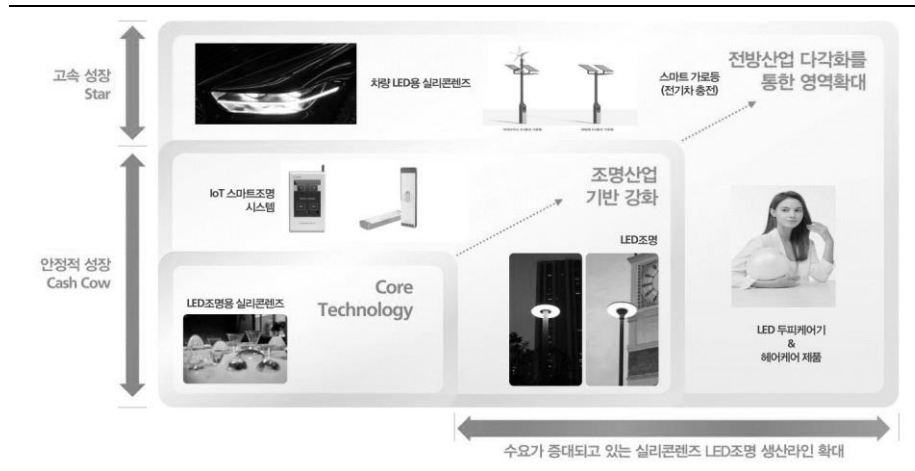 고속 성장
Star
차량 LED용 실리콘렌즈
스마트 가로등
(전기차 충전)
전방산업 다각화를
통한 영역확대
안정적 성장
Cash Cow
IoT 스마트조명
시스템
조명산업
기반 강화
LED조명
LED조명용 실리콘렌즈
Core
Technology
LED 두피케어기
&
헤어케어 제품
수요가 증대되고 있는 실리콘렌즈 LED조명 생산라인 확대